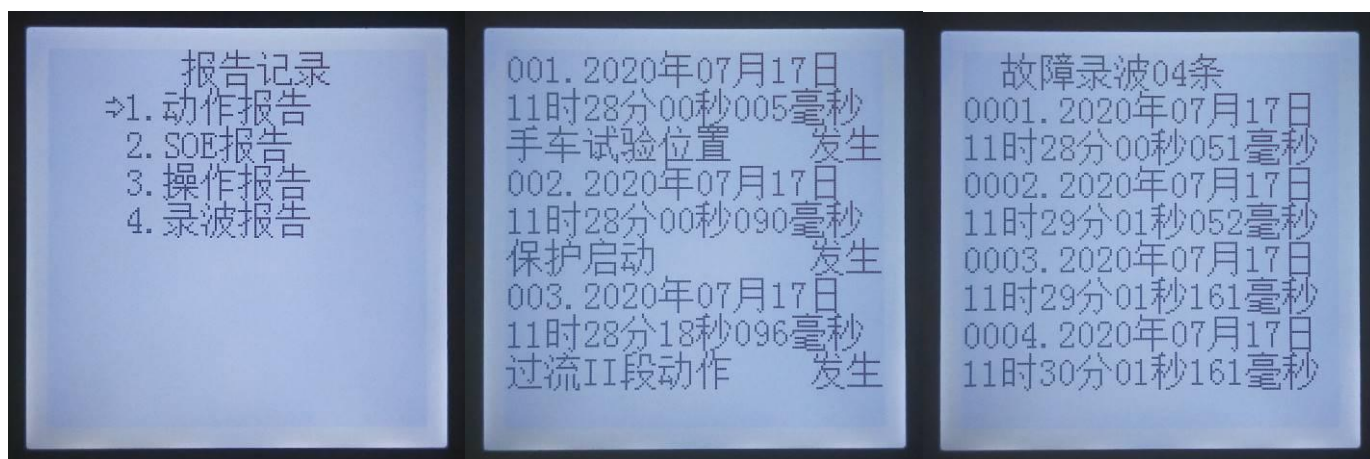 报告记录
⇨1.动作报告
2.SOE报告
3.操作报告
4.录波报告
001.2020年07月17日
11时28分00秒005毫秒
手车试验位置 发生
002.2020年07月17日
11时28分00秒090毫秒
保护启动 发生
003.2020年07月17日
11时28分18秒096毫秒
过流II段动作 发生
故障录波04条
0001.2020年07月17日
11时28分00秒051毫秒
0002.2020年07月17日
11时29分01秒052毫秒
0003.2020年07月17日
11时29分01秒161毫秒
0004.2020年07月17日
11时30分01秒161毫秒